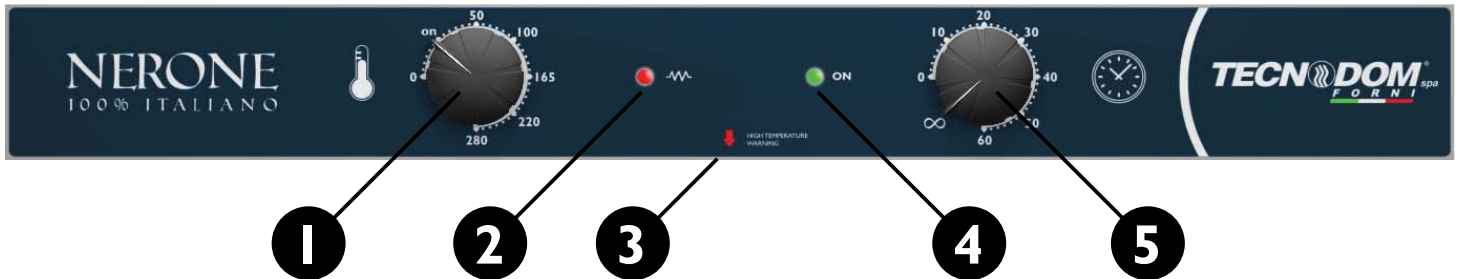 NERONE
100% ITALIANO
0 on 50 100 165 220 280
ON
HIGH TEMPERATURE
WARNING
0 10 20 30 40 50 60 ∞
TECNODOM® spa
FORNI
1 2 3 4 5